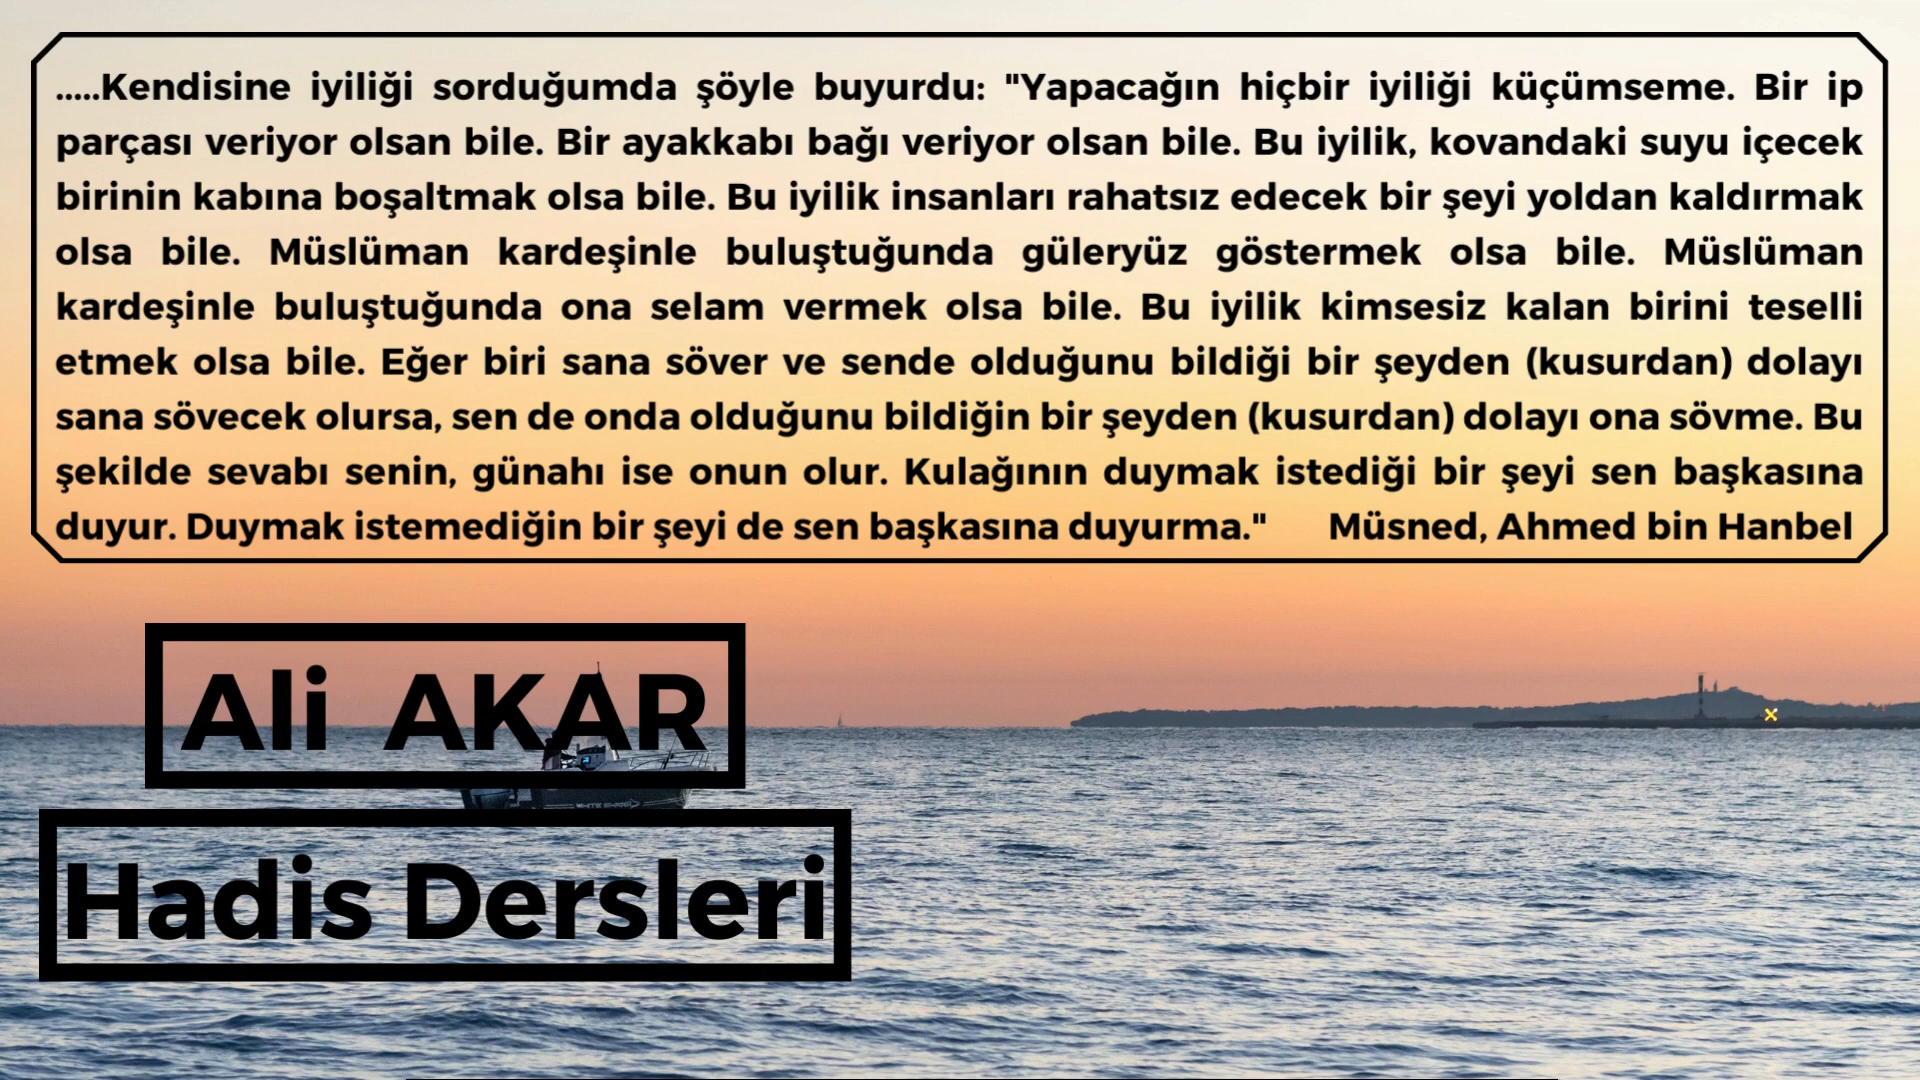 .....Kendisine iyiliği sorduğumda şöyle buyurdu: "Yapacağın hiçbir iyiliği küçümseme. Bir ip
parçası veriyor olsan bile. Bir ayakkabı bağı veriyor olsan bile. Bu iyilik, kovandaki suyu içecek
birinin kabına boşaltmak olsa bile. Bu iyilik insanları rahatsız edecek bir şeyi yoldan kaldırmak
olsa bile. Müslüman kardeşinle buluştuğunda güleryüz göstermek olsa bile. Müslüman
kardeşinle buluştuğunda ona selam vermek olsa bile. Bu iyilik kimsesiz kalan birini teselli
etmek olsa bile. Eğer biri sana söver ve sende olduğunu bildiği bir şeyden (kusurdan) dolayı
sana sövecek olursa, sen de onda olduğunu bildiğin bir şeyden (kusurdan) dolayı ona sövme. Bu
şekilde sevabı senin, günahı ise onun olur. Kulağının duymak istediği bir şeyi sen başkasına
duyur. Duymak istemediğin bir şeyi de sen başkasına duyurma." Müsned, Ahmed bin Hanbel
Ali AKAR
WHITE SHARK
Hadis Dersleri